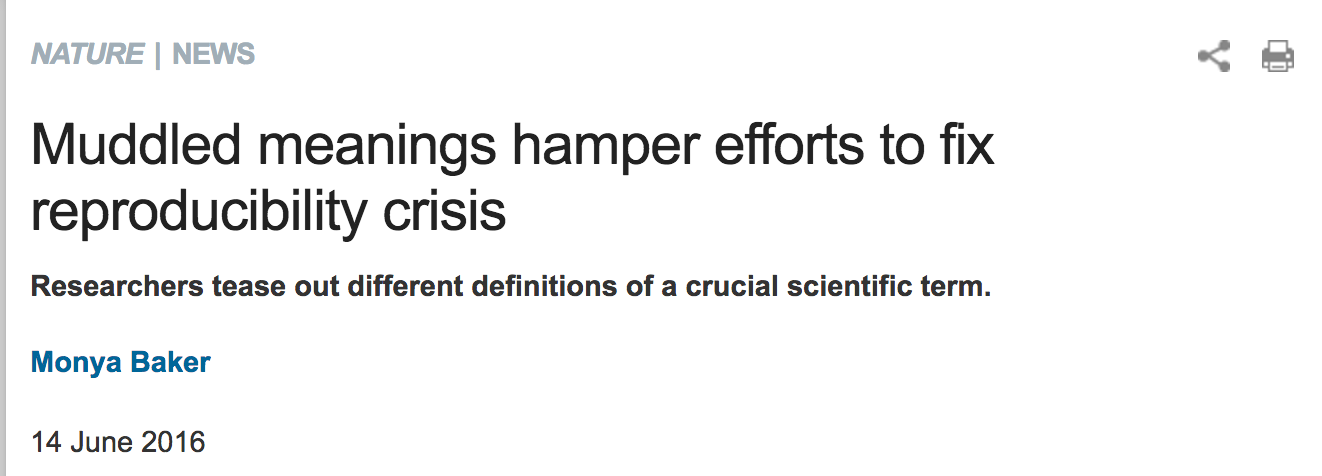 NATURE | NEWS
Muddled meanings hamper efforts to fix
reproducibility crisis
Researchers tease out different definitions of a crucial scientific term.
Monya Baker
14 June 2016